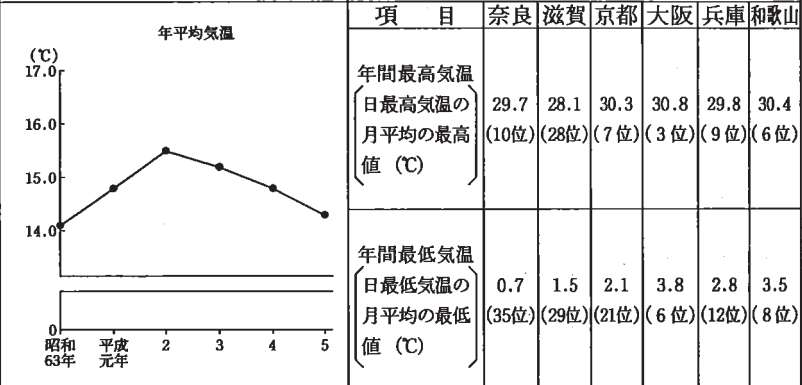 年平均気温
(℃)
17.0
16.0
15.0
14.0
0
昭和 平成 2 3 4 5
63年 元年
項 目 奈良 滋賀 京都 大阪 兵庫 和歌山
年間最高気温
日最高気温の 29.7 28.1 30.3 30.8 29.8 30.4
月平均の最高 (10位) (28位) (7位) (3位) (9位) (6位)
値 (℃)
年間最低気温
日最低気温の 0.7 1.5 2.1 3.8 2.8 3.5
月平均の最低 (35位) (29位) (21位) (6位) (12位) (8位)
値 (℃)